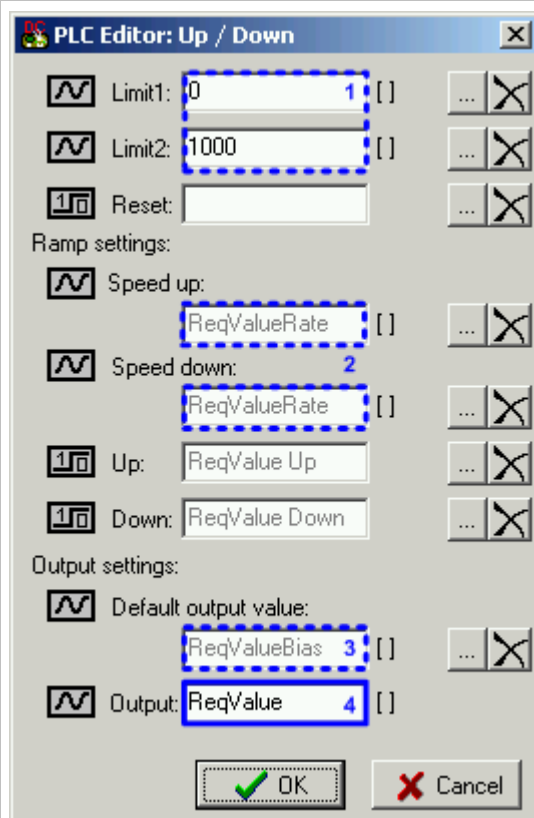 DC PLC Editor: Up / Down
Limit1: 0 1 [ ] ...
Limit2: 1000 [ ] ...
Reset: ...
Ramp settings:
Speed up:
ReqValueRate [ ] ...
Speed down: 2
ReqValueRate [ ] ...
Up: ReqValue Up ...
Down: ReqValue Down ...
Output settings:
Default output value:
ReqValueBias 3 [ ] ...
Output: ReqValue 4 [ ]
OK Cancel